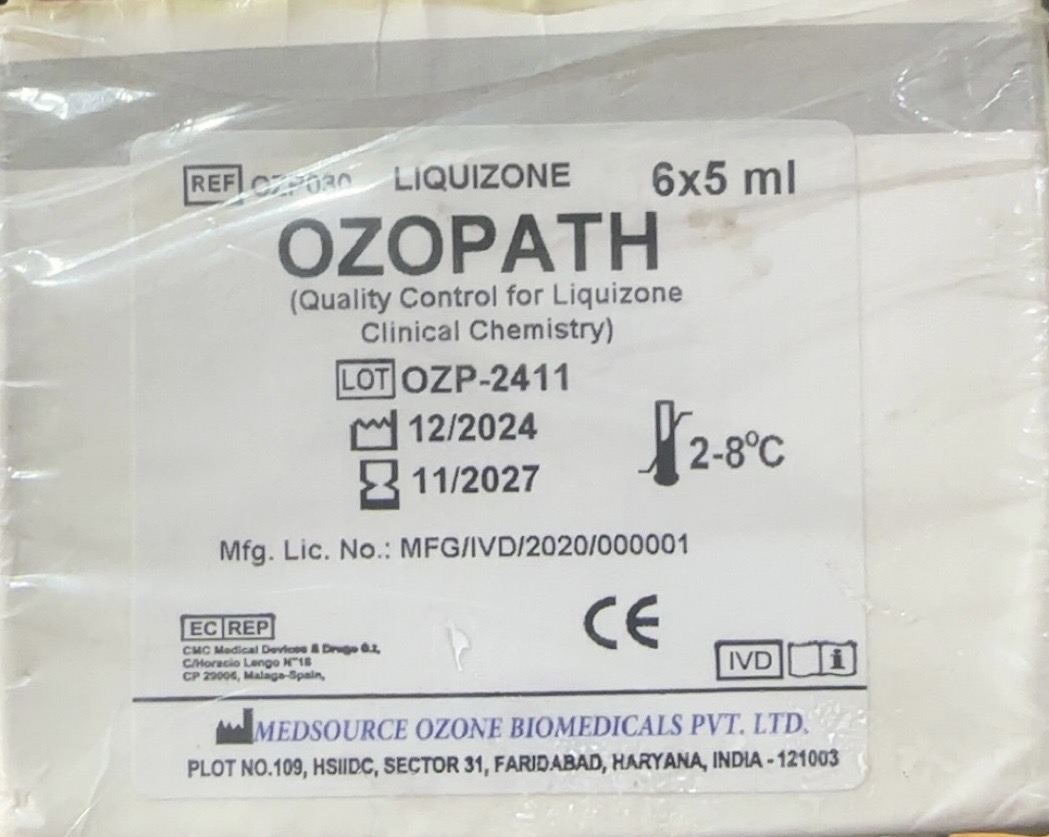 REF OZP030 LIQUIZONE 6x5 ml
OZOPATH
(Quality Control for Liquizone
Clinical Chemistry)
LOT OZP-2411
12/2024
2-8°C
11/2027
Mfg. Lic. No.: MFG/IVD/2020/000001
EC REP
CMC Medical Devices & Drugs S.L,
C/Horacio Lengo N°18
CP 29006, Malaga-Spain,
CE
IVD i
MEDSOURCE OZONE BIOMEDICALS PVT. LTD.
PLOT NO.109, HSIIDC, SECTOR 31, FARIDABAD, HARYANA, INDIA - 121003